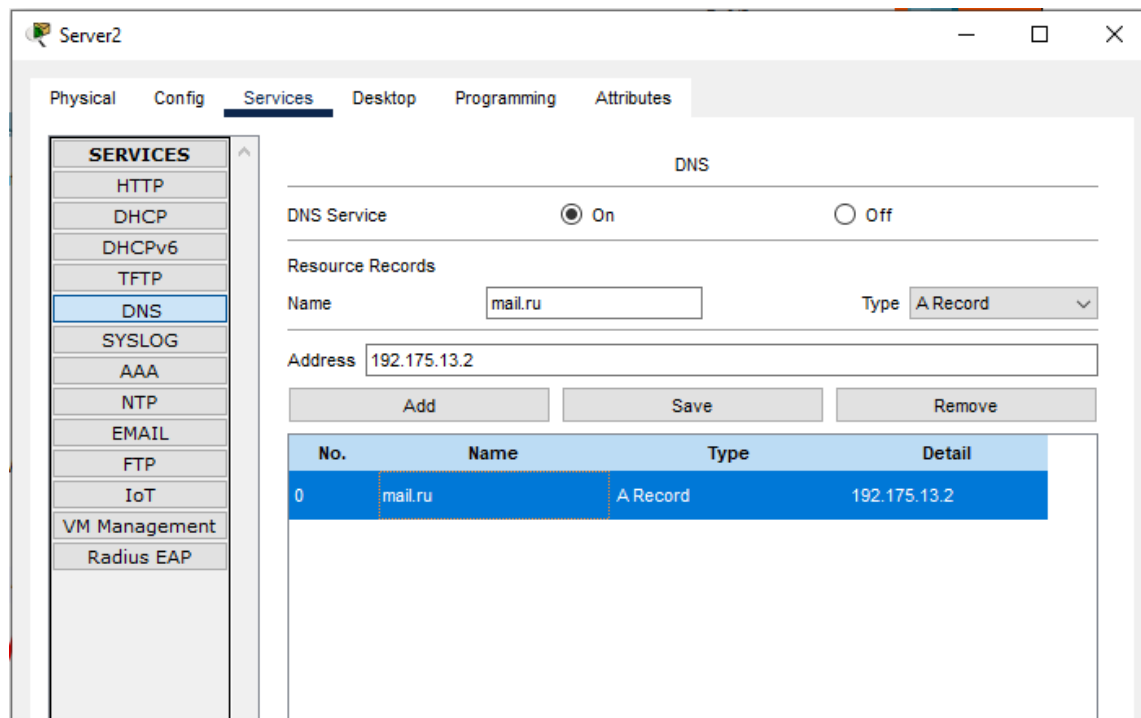 Server2
Physical Config Services Desktop Programming Attributes
SERVICES
HTTP
DHCP
DHCPv6
TFTP
DNS
SYSLOG
AAA
NTP
EMAIL
FTP
IoT
VM Management
Radius EAP
DNS
DNS Service On Off
Resource Records
Name mail.ru Type A Record
Address 192.175.13.2
Add Save Remove
No. Name Type Detail
0 mail.ru A Record 192.175.13.2